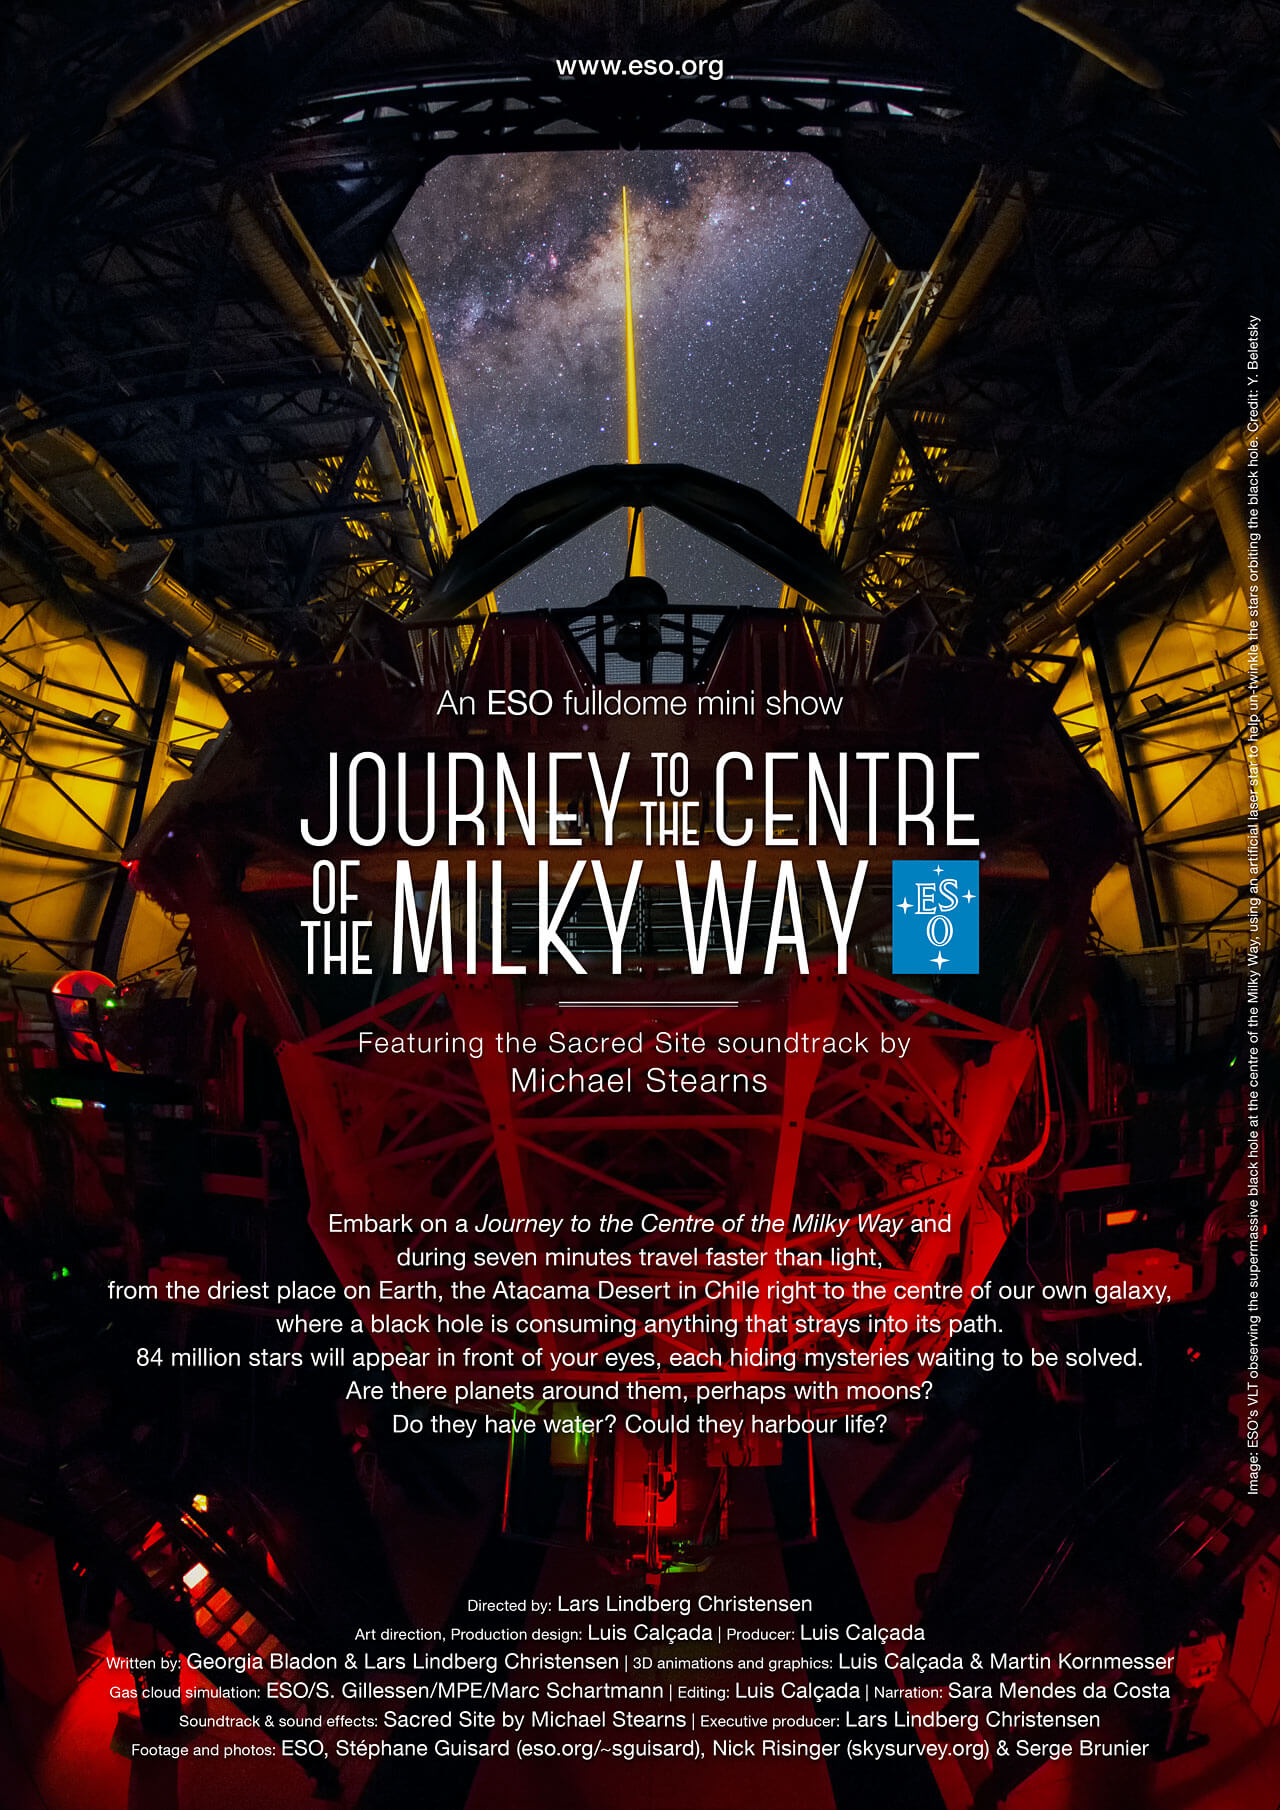 www.eso.org
An ESO fulldome mini show
JOURNEY TO THE CENTRE
OF THE MILKY WAY
ESO
Featuring the Sacred Site soundtrack by
Michael Stearns
Embark on a Journey to the Centre of the Milky Way and
during seven minutes travel faster than light,
from the driest place on Earth, the Atacama Desert in Chile right to the centre of our own galaxy,
where a black hole is consuming anything that strays into its path.
84 million stars will appear in front of your eyes, each hiding mysteries waiting to be solved.
Are there planets around them, perhaps with moons?
Do they have water? Could they harbour life?
Directed by: Lars Lindberg Christensen
Art direction, Production design: Luis Calçada | Producer: Luis Calçada
Written by: Georgia Bladon & Lars Lindberg Christensen | 3D animations and graphics: Luis Calçada & Martin Kornmesser
Gas cloud simulation: ESO/S. Gillessen/MPE/Marc Schartmann | Editing: Luis Calçada | Narration: Sara Mendes da Costa
Soundtrack & sound effects: Sacred Site by Michael Stearns | Executive producer: Lars Lindberg Christensen
Footage and photos: ESO, Stéphane Guisard (eso.org/~sguisard), Nick Risinger (skysurvey.org) & Serge Brunier
Image: ESO's VLT observing the supermassive black hole at the centre of the Milky Way, using an artificial laser star to help un-twinkle the stars orbiting the black hole. Credit: Y. Beletsky